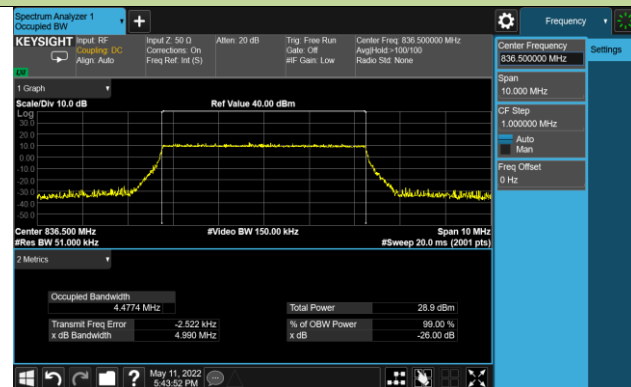 Spectrum Analyzer 1
Occupied BW
Frequency
KEYSIGHT
Input: RF
Coupling: DC
Align: Auto
Input Z: 50 Ω
Corrections: On
Freq Ref: Int (S)
Atten: 20 dB
Trig: Free Run
Gate: Off
#IF Gain: Low
Center Freq: 836.500000 MHz
Avg|Hold:>100/100
Radio Std: None
Center Frequency
836.500000 MHz
Settings
Span
10.000 MHz
CF Step
1.000000 MHz
Auto
Man
Freq Offset
0 Hz
1 Graph
Scale/Div 10.0 dB
Ref Value 40.00 dBm
Log
30.0
20.0
10.0
0.00
-10.0
-20.0
-30.0
-40.0
-50.0
Center 836.500 MHz
#Video BW 150.00 kHz
Span 10 MHz
#Res BW 51.000 kHz
#Sweep 20.0 ms (2001 pts)
2 Metrics
Occupied Bandwidth
4.4774 MHz
Total Power 28.9 dBm
Transmit Freq Error -2.522 kHz
% of OBW Power 99.00 %
x dB Bandwidth 4.990 MHz
x dB -26.00 dB
May 11, 2022
5:43:52 PM